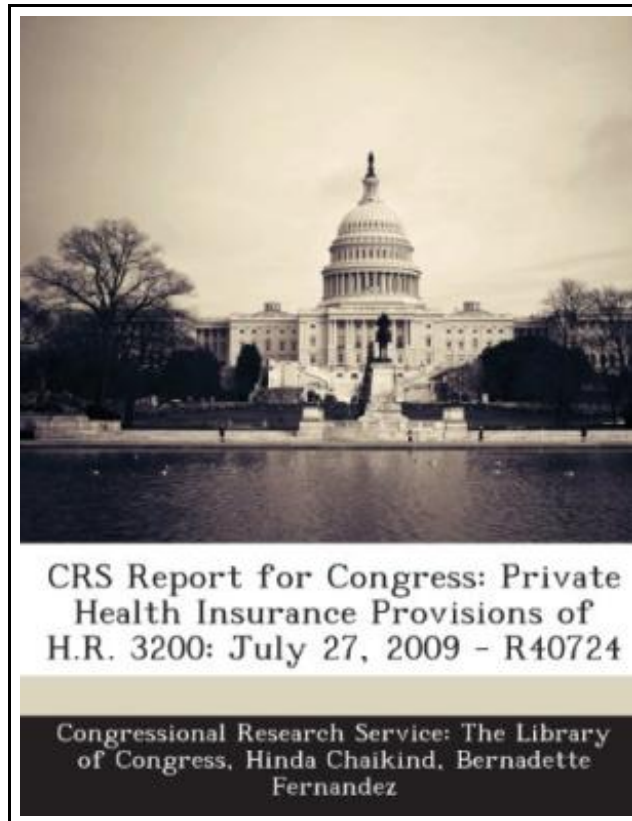 CRS Report for Congress: Private
Health Insurance Provisions of
H.R. 3200: July 27, 2009 - R40724
Congressional Research Service: The Library
of Congress, Hinda Chaikind, Bernadette
Fernandez